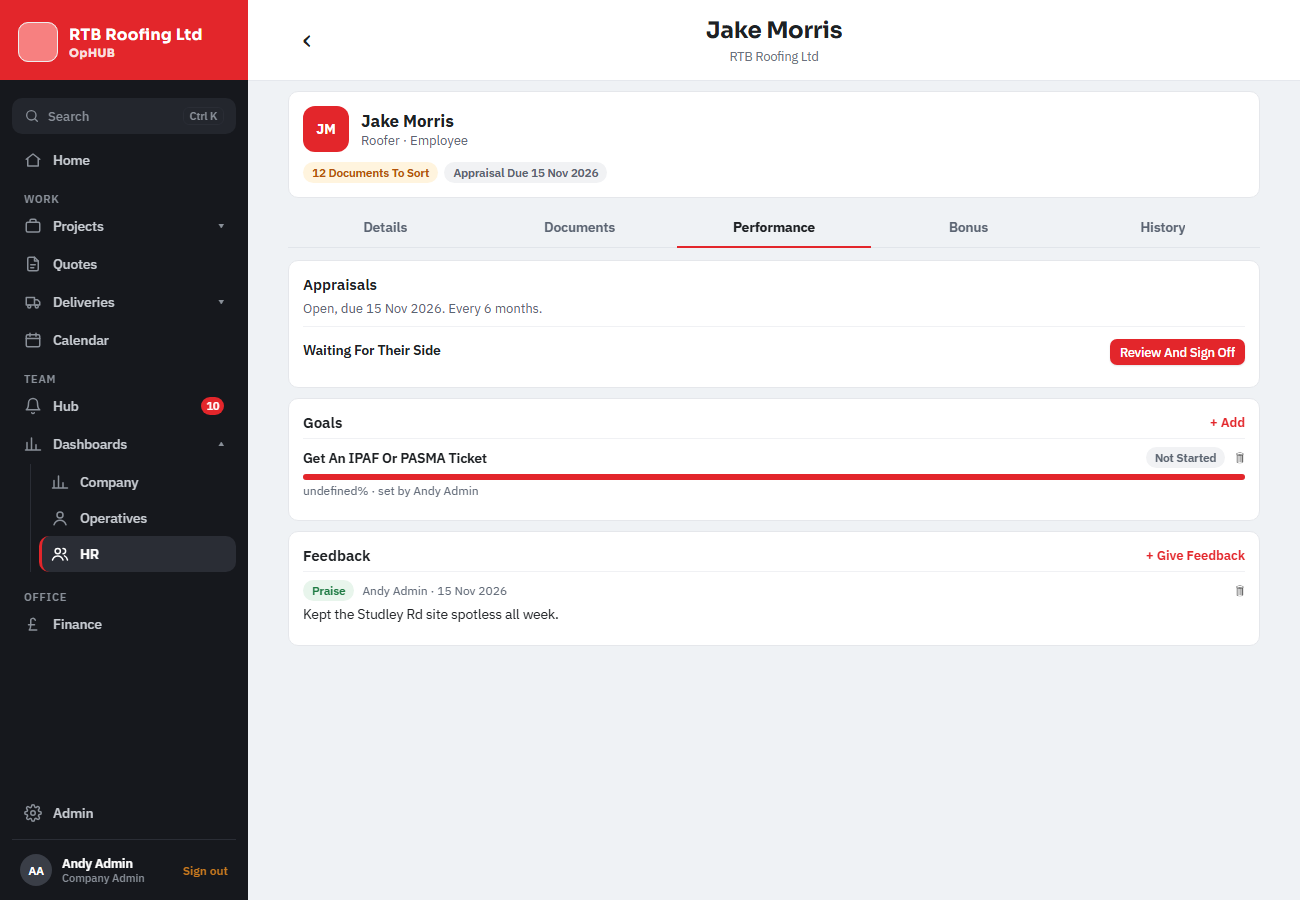 RTB Roofing Ltd
OpHUB
Search Ctrl K
Home
WORK
Projects
Quotes
Deliveries
Calendar
TEAM
Hub 10
Dashboards
Company
Operatives
HR
OFFICE
Finance
Admin
AA Andy Admin
Company Admin
Sign out
Jake Morris
RTB Roofing Ltd
JM Jake Morris
Roofer · Employee
12 Documents To Sort Appraisal Due 15 Nov 2026
Details Documents Performance Bonus History
Appraisals
Open, due 15 Nov 2026. Every 6 months.
Waiting For Their Side Review And Sign Off
Goals + Add
Get An IPAF Or PASMA Ticket Not Started
undefined% · set by Andy Admin
Feedback + Give Feedback
Praise Andy Admin · 15 Nov 2026
Kept the Studley Rd site spotless all week.